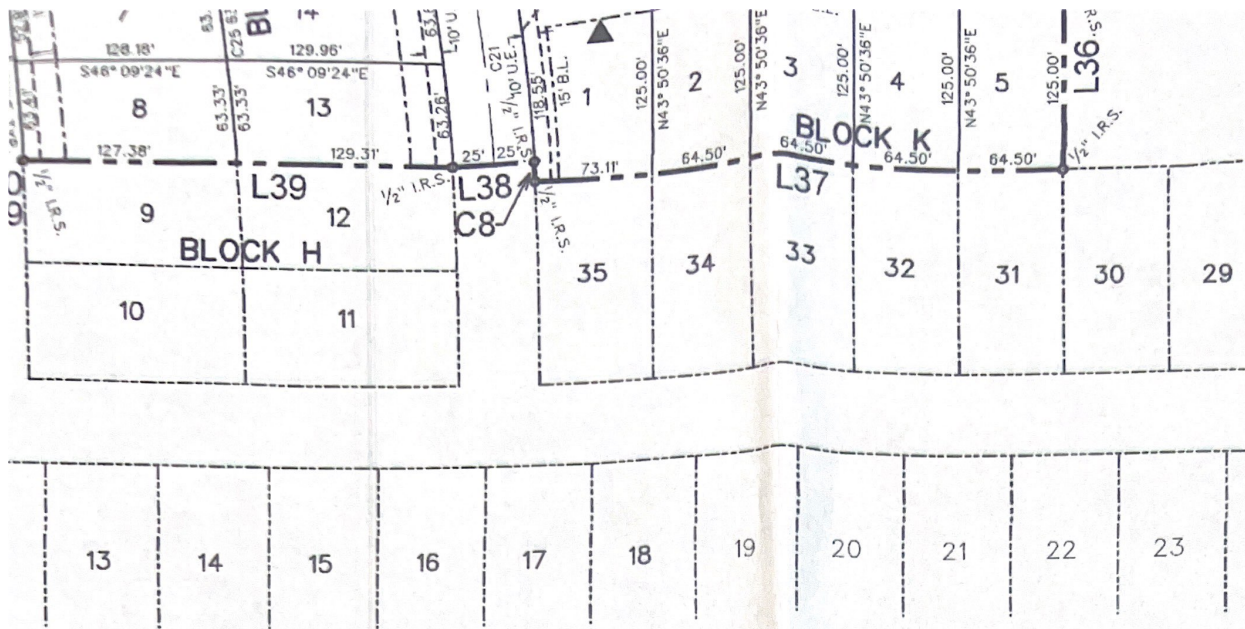 14
63.
C25
10' U
C21
2/10' U.E.
128.18'
129.96'
S46° 09'24"E
S46° 09'24"E
8
13
63.33'
63.33'
63.26'
118.55'
15' B.L.
1
125.00'
N43° 50'36"E
2
125.00'
N43° 50'36"E
3
125.00'
N43° 50'36"E
4
N43° 50'36"E
5
125.00'
L36
1/2" I.R.S.
BLOCK K
127.38'
129.31'
25'
25'
I.R.S.
73.11'
64.50'
64.50'
64.50'
64.50'
1/2" I.R.S.
L39
1/2" I.R.S.
L38
C8
1/2" I.R.S.
L37
9
12
BLOCK H
10
11
35
34
33
32
31
30
29
13
14
15
16
17
18
19
20
21
22
23